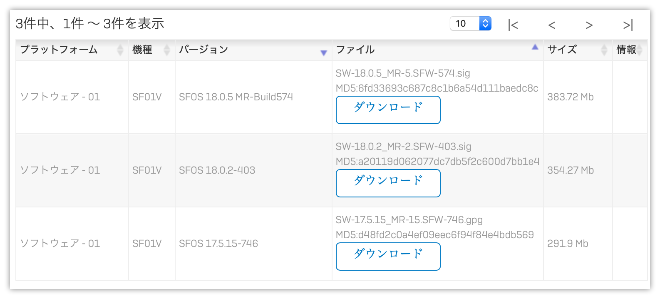 3件中、1件 〜 3件を表示
10 |< < > >|
プラットフォーム 機種 バージョン ファイル サイズ 情報
SW-18.0.5_MR-5.SFW-574.sig
ソフトウェア - 01 SF01V SFOS 18.0.5 MR-Build574 MD5:6fd33693c687c8c1b6a54d111baedc8c 383.72 Mb
ダウンロード
SW-18.0.2_MR-2.SFW-403.sig
ソフトウェア - 01 SF01V SFOS 18.0.2-403 MD5:a20119d062077dc7db5f2c600d7bb1e4 354.27 Mb
ダウンロード
SW-17.5.15_MR-15.SFW-746.gpg
ソフトウェア - 01 SF01V SFOS 17.5.15-746 MD5:d48fd2c0a4ef09eec6f94f84e4bdb569 291.9 Mb
ダウンロード